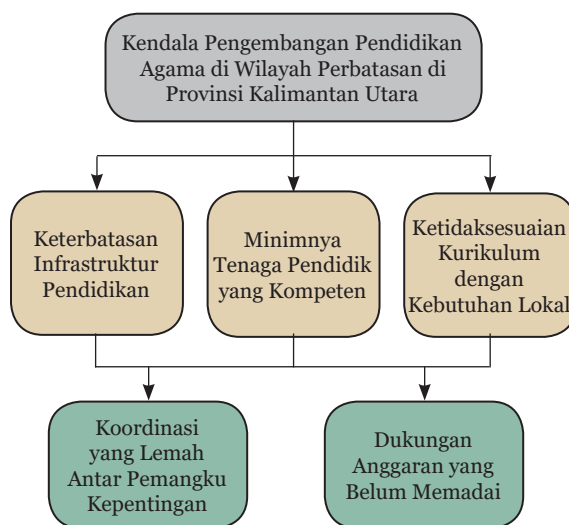 Kendala Pengembangan Pendidikan
Agama di Wilayah Perbatasan di
Provinsi Kalimantan Utara
Keterbatasan
Infrastruktur
Pendidikan
Minimnya
Tenaga Pendidik
yang Kompeten
Ketidaksesuaian
Kurikulum
dengan
Kebutuhan Lokal
Koordinasi
yang Lemah
Antar Pemangku
Kepentingan
Dukungan
Anggaran yang
Belum Memadai